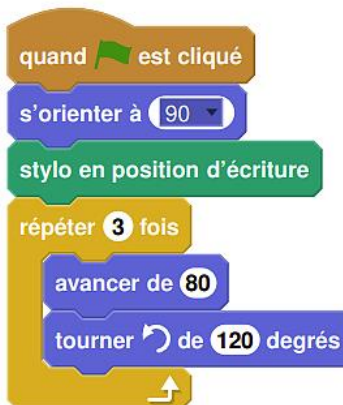 quand est cliqué
s'orienter à 90
stylo en position d'écriture
répéter 3 fois
avancer de 80
tourner de 120 degrés